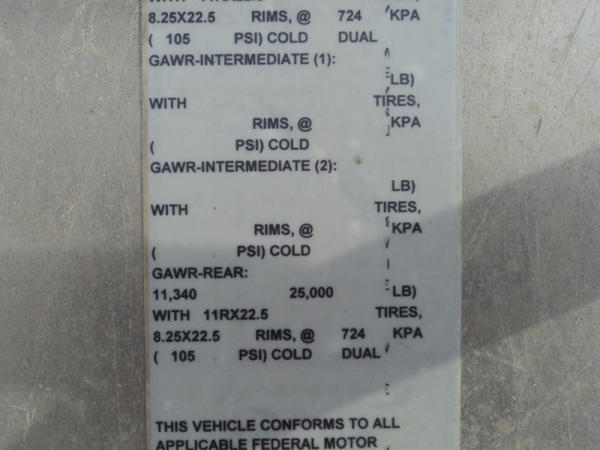 8.25X22.5 RIMS, @ 724 KPA
( 105 PSI) COLD DUAL
GAWR-INTERMEDIATE (1):
LB)
WITH TIRES,
RIMS, @ KPA
( PSI) COLD
GAWR-INTERMEDIATE (2):
LB)
WITH TIRES,
RIMS, @ KPA
( PSI) COLD
GAWR-REAR:
11,340 25,000 LB)
WITH 11RX22.5 TIRES,
8.25X22.5 RIMS, @ 724 KPA
( 105 PSI) COLD DUAL
THIS VEHICLE CONFORMS TO ALL
APPLICABLE FEDERAL MOTOR